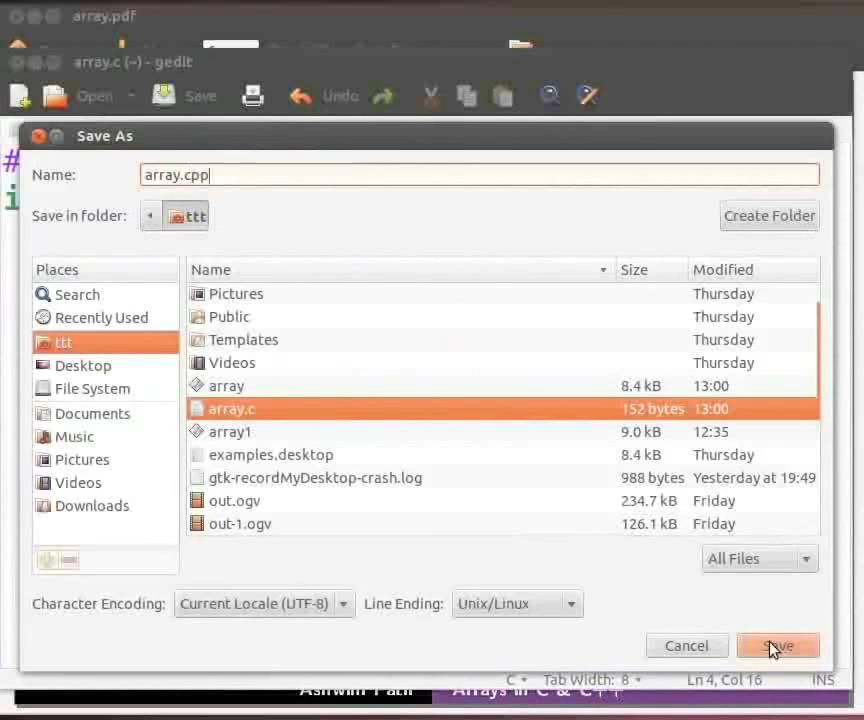 array.pdf
array.c (~) - gedit
Open Save Undo
Save As
#
i
Name: array.cpp
Save in folder: ttt Create Folder
Places Name Size Modified
Search Pictures Thursday
Recently Used Public Thursday
ttt Templates Thursday
Desktop Videos Thursday
File System array 8.4 kB 13:00
Documents array.c 152 bytes 13:00
Music array1 9.0 kB 12:35
Pictures examples.desktop 8.4 kB Thursday
Videos gtk-recordMyDesktop-crash.log 988 bytes Yesterday at 19:49
Downloads out.ogv 234.7 kB Friday
out-1.ogv 126.1 kB Friday
All Files
Character Encoding: Current Locale (UTF-8) Line Ending: Unix/Linux
Cancel Save
C Tab Width: 8 Ln 4, Col 16 INS
Arrays in C & C++